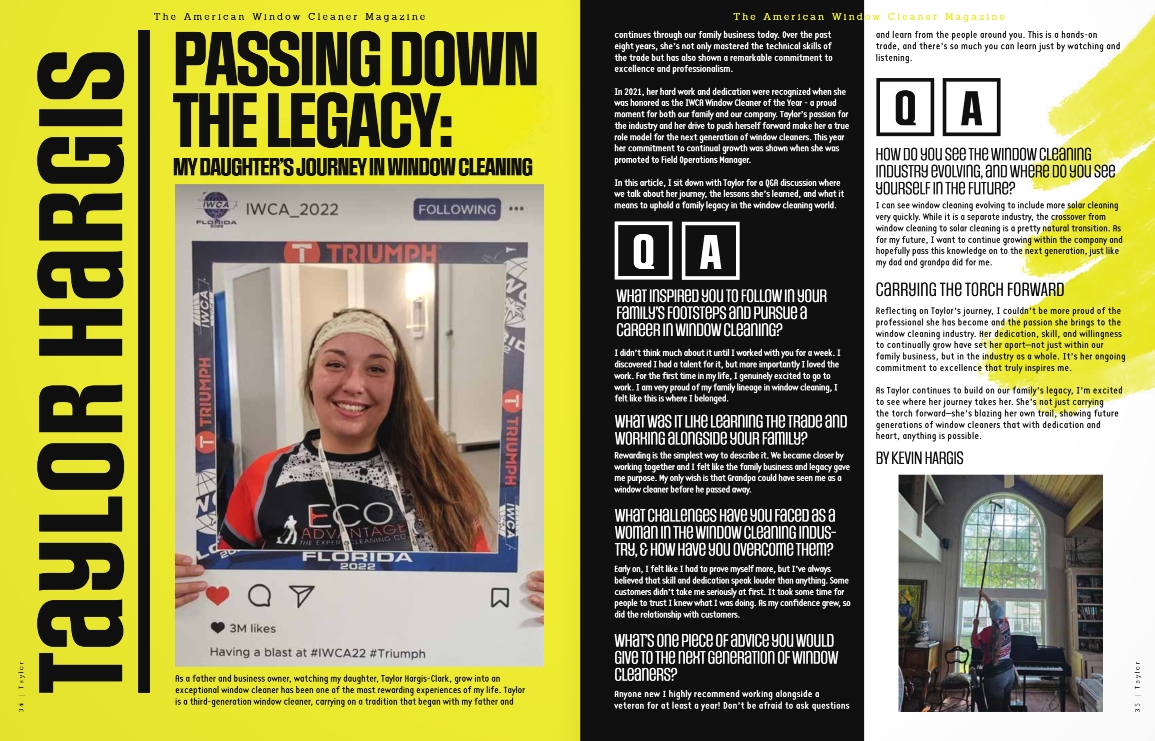 The American Window Cleaner Magazine
Taylor Hargis
PASSING DOWN
THE LEGACY:
MY DAUGHTER'S JOURNEY IN WINDOW CLEANING
IWCA
FLORIDA
IWCA_2022
FOLLOWING
TRIUMPH
IWCA
TRIUMPH
TRIUMPH
IWCA
ECO
ADVANTAGE
FLORIDA
2022
3M likes
Having a blast at #IWCA22 #Triumph
As a father and business owner, watching my daughter, Taylor Hargis-Clark, grow into an
exceptional window cleaner has been one of the most rewarding experiences of my life. Taylor
is a third-generation window cleaner, carrying on a tradition that began with my father and
34 | Taylor
The American Window Cleaner Magazine
continues through our family business today. Over the past
eight years, she's not only mastered the technical skills of
the trade but has also shown a remarkable commitment to
excellence and professionalism.
In 2021, her hard work and dedication were recognized when she
was honored as the IWCA Window Cleaner of the Year - a proud
moment for both our family and our company. Taylor's passion for
the industry and her drive to push herself forward make her a true
role model for the next generation of window cleaners. This year
her commitment to continual growth was shown when she was
promoted to Field Operations Manager.
In this article, I sit down with Taylor for a Q&A discussion where
we talk about her journey, the lessons she's learned, and what it
means to uphold a family legacy in the window cleaning world.
Q A
What inspired you to follow in your
family's footsteps and pursue a
career in window cleaning?
I didn't think much about it until I worked with you for a week. I
discovered I had a talent for it, but more importantly I loved the
work. For the first time in my life, I genuinely excited to go to
work. I am very proud of my family lineage in window cleaning, I
felt like this is where I belonged.
What was it like learning the trade and
working alongside your family?
Rewarding is the simplest way to describe it. We became closer by
working together and I felt like the family business and legacy gave
me purpose. My only wish is that Grandpa could have seen me as a
window cleaner before he passed away.
What challenges have you faced as a
woman in the window cleaning indus-
try, & how have you overcome them?
Early on, I felt like I had to prove myself more, but I've always
believed that skill and dedication speak louder than anything. Some
customers didn't take me seriously at first. It took some time for
people to trust I knew what I was doing. As my confidence grew, so
did the relationship with customers.
What's one piece of advice you would
give to the next generation of window
cleaners?
Anyone new I highly recommend working alongside a
veteran for at least a year! Don't be afraid to ask questions
and learn from the people around you. This is a hands-on
trade, and there's so much you can learn just by watching and
listening.
Q A
How do you see the window cleaning
industry evolving, and where do you see
yourself in the future?
I can see window cleaning evolving to include more solar cleaning
very quickly. While it is a separate industry, the crossover from
window cleaning to solar cleaning is a pretty natural transition. As
for my future, I want to continue growing within the company and
hopefully pass this knowledge on to the next generation, just like
my dad and grandpa did for me.
Carrying the Torch Forward
Reflecting on Taylor's journey, I couldn't be more proud of the
professional she has become and the passion she brings to the
window cleaning industry. Her dedication, skill, and willingness
to continually grow have set her apart—not just within our
family business, but in the industry as a whole. It's her ongoing
commitment to excellence that truly inspires me.
As Taylor continues to build on our family's legacy, I'm excited
to see where her journey takes her. She's not just carrying
the torch forward—she's blazing her own trail, showing future
generations of window cleaners that with dedication and
heart, anything is possible.
By Kevin Hargis
35 | Taylor